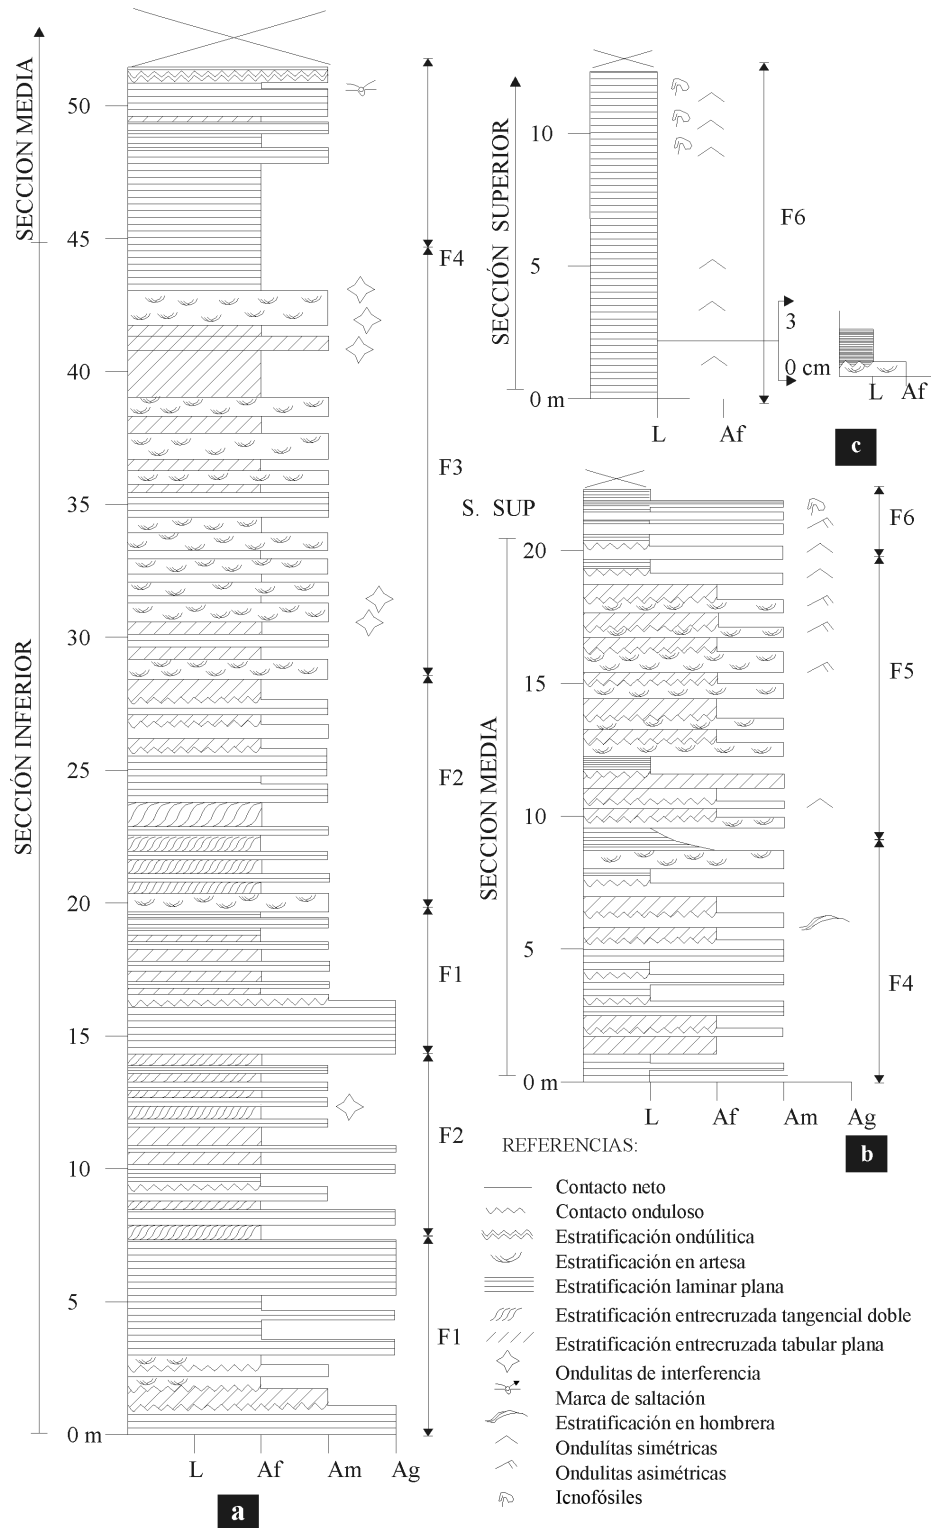 SECCION MEDIA
SECCIÓN INFERIOR
50
45
40
35
30
25
20
15
10
5
0 m
F4
F3
F2
F1
F2
F1
L Af Am Ag
a
SECCIÓN SUPERIOR
10
5
0 m
L Af
F6
3
0 cm
L Af
c
S. SUP
SECCION MEDIA
20
15
10
5
0 m
F6
F5
F4
L Af Am Ag
b
REFERENCIAS:
Contacto neto
Contacto onduloso
Estratificación ondúlitica
Estratificación en artesa
Estratificación laminar plana
Estratificación entrecruzada tangencial doble
Estratificación entrecruzada tabular plana
Ondulitas de interferencia
Marca de saltación
Estratificación en hombrera
Ondulítas simétricas
Ondulitas asimétricas
Icnofósiles